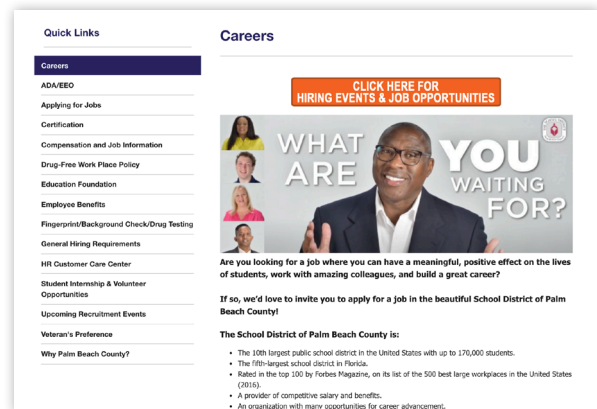 Quick Links
Careers
ADA/EEO
Applying for Jobs
Certification
Compensation and Job Information
Drug-Free Work Place Policy
Education Foundation
Employee Benefits
Fingerprint/Background Check/Drug Testing
General Hiring Requirements
HR Customer Care Center
Student Internship & Volunteer
Opportunities
Upcoming Recruitment Events
Veteran's Preference
Why Palm Beach County?
Careers
CLICK HERE FOR
HIRING EVENTS & JOB OPPORTUNITIES
WHAT
ARE
YOU
WAITING
FOR?
Are you looking for a job where you can have a meaningful, positive effect on the lives
of students, work with amazing colleagues, and build a great career?
If so, we'd love to invite you to apply for a job in the beautiful School District of Palm
Beach County!
The School District of Palm Beach County is:
• The 10th largest public school district in the United States with up to 170,000 students.
• The fifth-largest school district in Florida.
• Rated in the top 100 by Forbes Magazine, on its list of the 500 best large workplaces in the United States
(2016).
• A provider of competitive salary and benefits.
• An organization with many opportunities for career advancement.